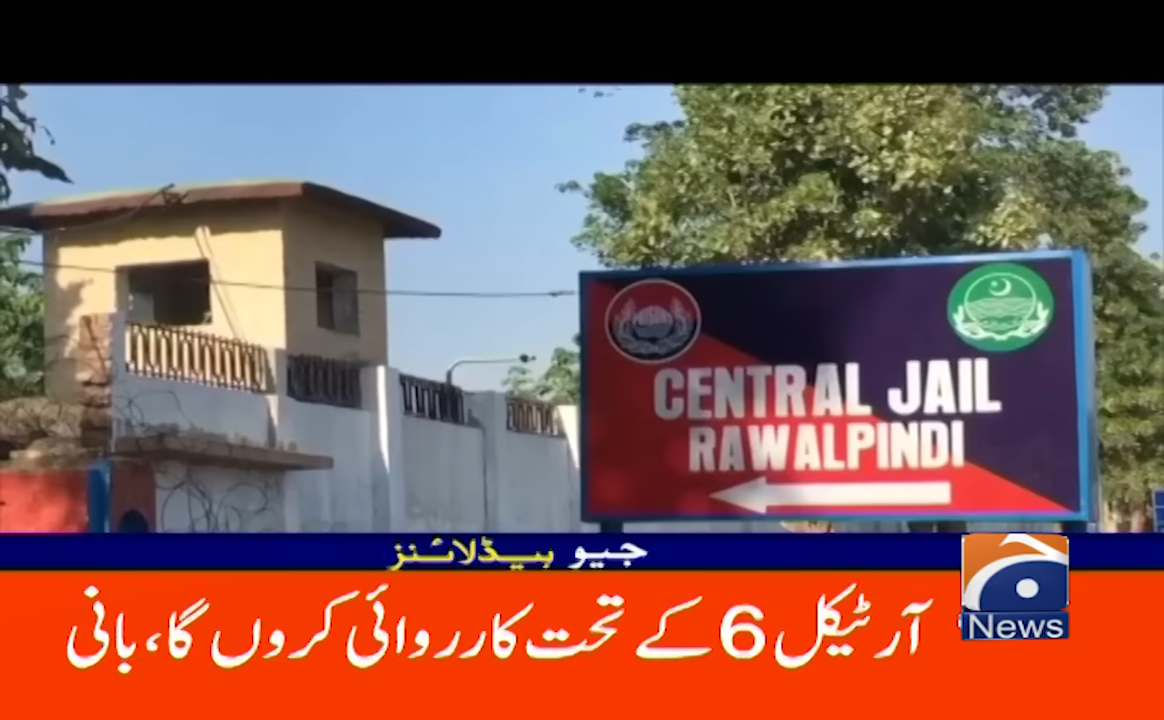 CENTRAL JAIL
RAWALPINDI
جیو ہیڈلائنز
آرٹیکل 6 کے تحت کارروائی کروں گا، بانی
News